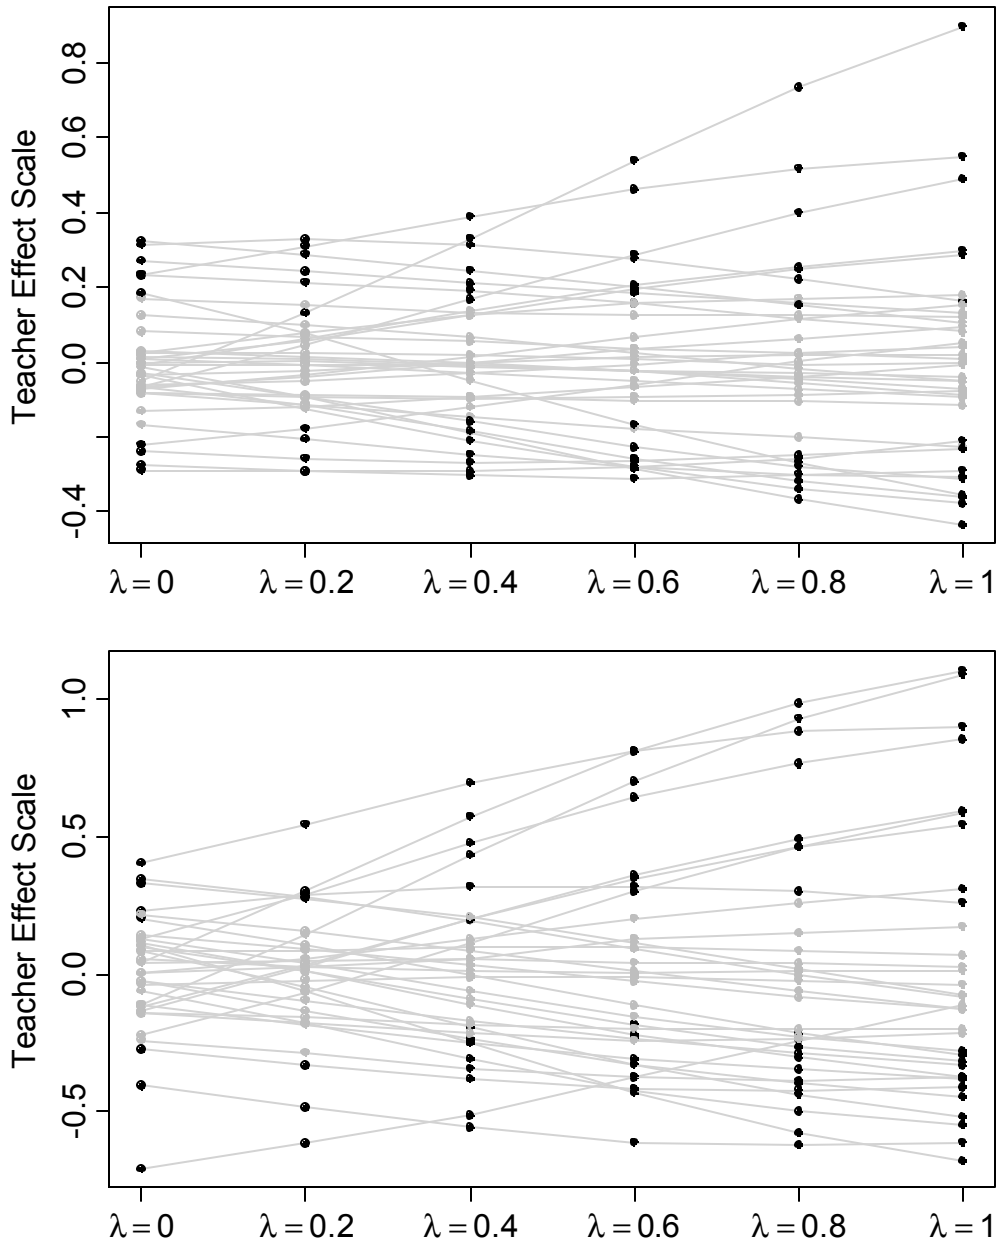 Teacher Effect Scale
0.8
0.6
0.4
0.2
0.0
-0.4
λ = 0 λ = 0.2 λ = 0.4 λ = 0.6 λ = 0.8 λ = 1
Teacher Effect Scale
1.0
0.5
0.0
-0.5
λ = 0 λ = 0.2 λ = 0.4 λ = 0.6 λ = 0.8 λ = 1